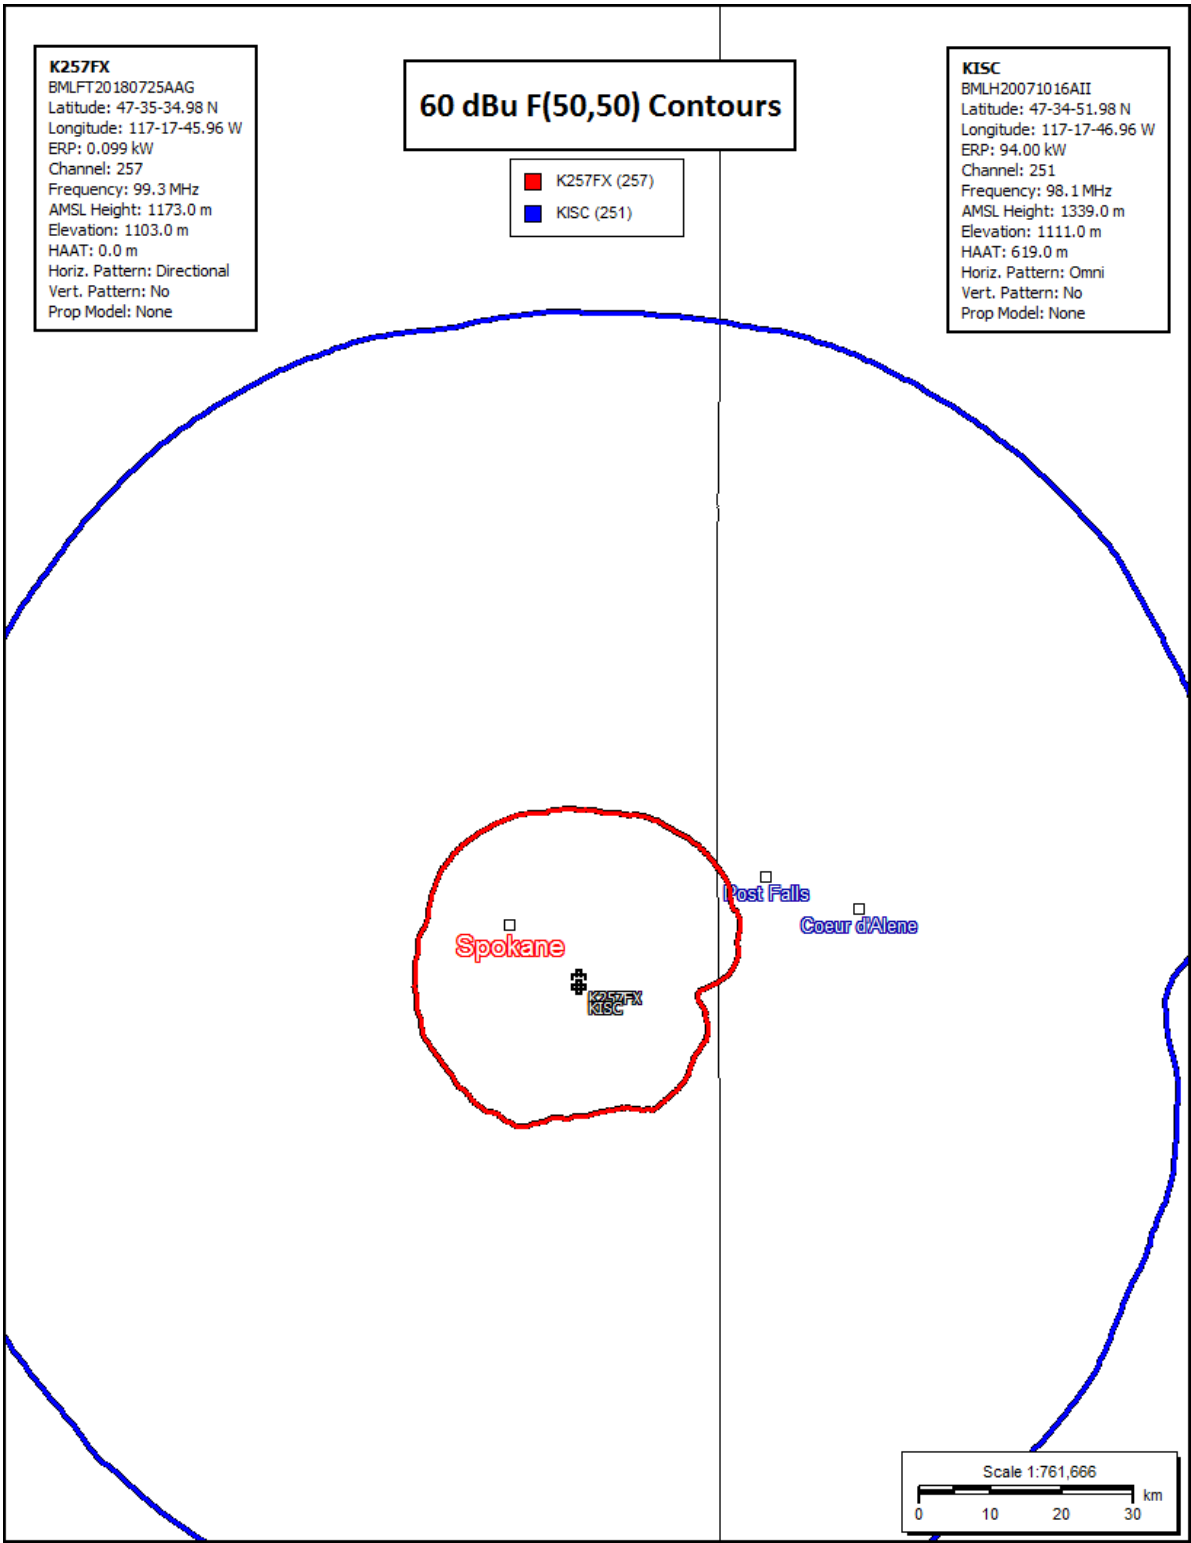 K257FX
BMLFT20180725AAG
Latitude: 47-35-34.98 N
Longitude: 117-17-45.96 W
ERP: 0.099 kW
Channel: 257
Frequency: 99.3 MHz
AMSL Height: 1173.0 m
Elevation: 1103.0 m
HAAT: 0.0 m
Horiz. Pattern: Directional
Vert. Pattern: No
Prop Model: None
60 dBu F(50,50) Contours
K257FX (257)
KISC (251)
KISC
BMLH20071016AII
Latitude: 47-34-51.98 N
Longitude: 117-17-46.96 W
ERP: 94.00 kW
Channel: 251
Frequency: 98.1 MHz
AMSL Height: 1339.0 m
Elevation: 1111.0 m
HAAT: 619.0 m
Horiz. Pattern: Omni
Vert. Pattern: No
Prop Model: None
Post Falls
Coeur d'Alene
Spokane
K257FX
KISC
Scale 1:761,666
0 10 20 30 km